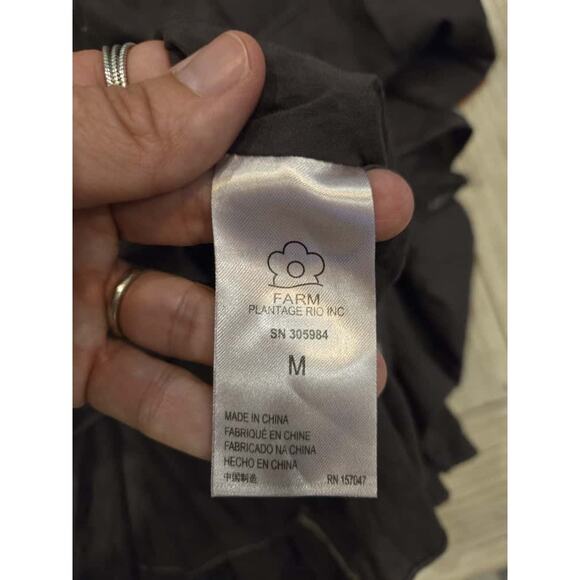 FARM
PLANTAGE RIO INC
SN 305984
M
MADE IN CHINA
FABRIQUÉ EN CHINE
FABRICADO NA CHINA
HECHO EN CHINA
中国制造
RN 157047